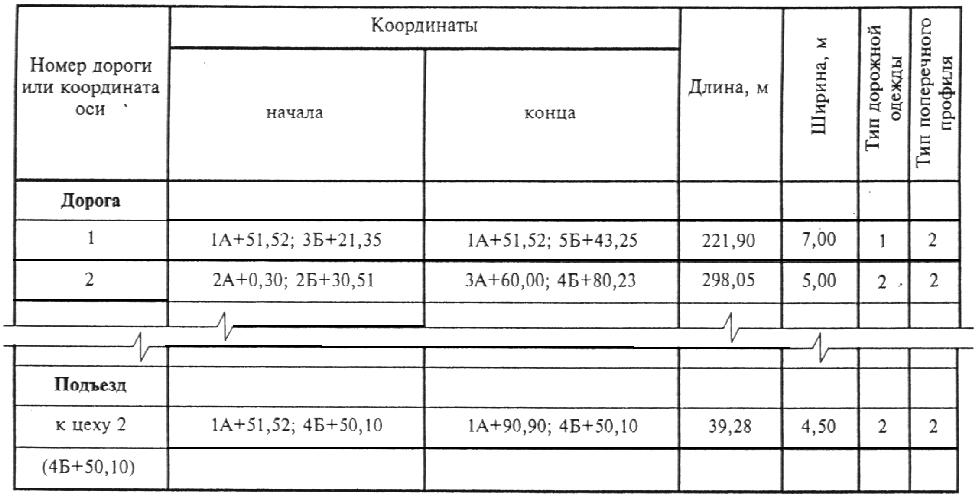 Номер дороги или координата оси
Координаты
начала
конца
Длина, м
Ширина, м
Тип дорожной одежды
Тип поперечного профиля
Дорога
1 1А+51,52; 3Б+21,35 1А+51,52; 5Б+43,25 221,90 7,00 1 2
2 2А+0,30; 2Б+30,51 3А+60,00; 4Б+80,23 298,05 5,00 2 2
Подъезд
к цеху 2 1А+51,52; 4Б+50,10 1А+90,90; 4Б+50,10 39,28 4,50 2 2
(4Б+50,10)